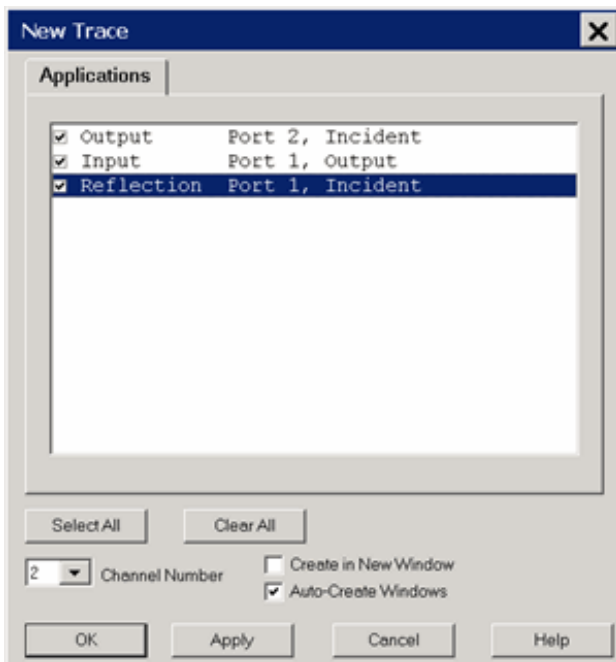 New Trace
Applications
Output Port 2, Incident
Input Port 1, Output
Reflection Port 1, Incident
Select All Clear All
2 Channel Number
Create in New Window
Auto-Create Windows
OK Apply Cancel Help